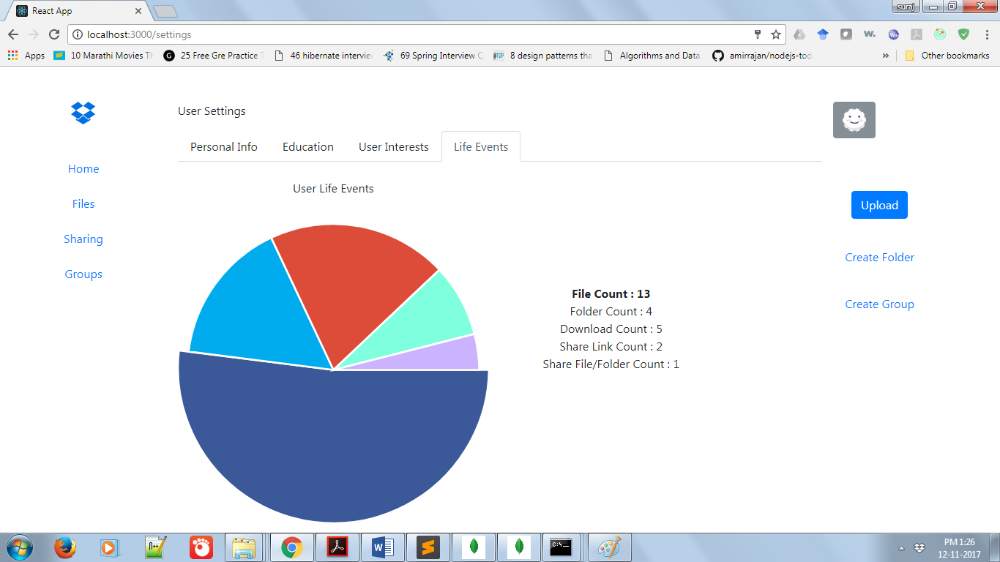 React App
suraj
localhost:3000/settings
Apps
10 Marathi Movies Th
25 Free Gre Practice T
46 hibernate interview
69 Spring Interview Q
8 design patterns tha
Algorithms and Data
amirrajan/nodejs-tod
»
Other bookmarks
User Settings
Personal Info
Education
User Interests
Life Events
Home
Files
Sharing
Groups
User Life Events
Upload
Create Folder
Create Group
File Count : 13
Folder Count : 4
Download Count : 5
Share Link Count : 2
Share File/Folder Count : 1
PM 1:26
12-11-2017